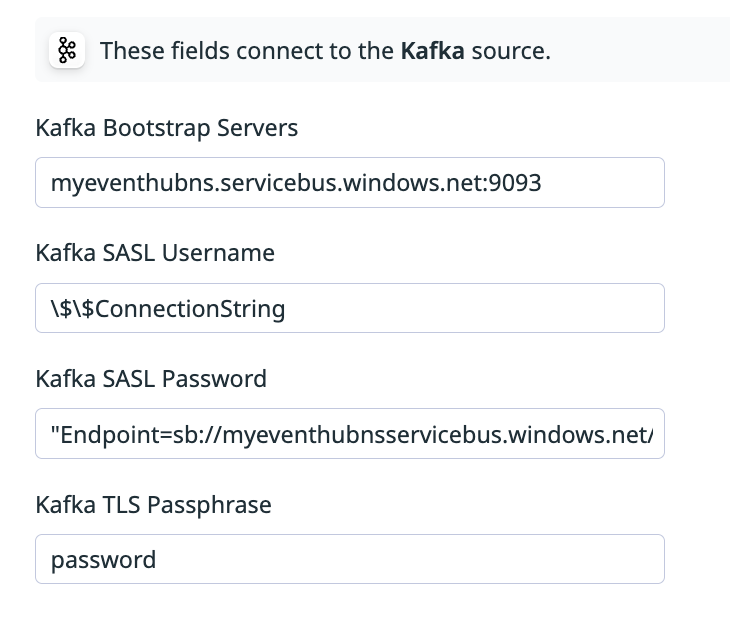 These fields connect to the Kafka source.
Kafka Bootstrap Servers
myeventhubns.servicebus.windows.net:9093
Kafka SASL Username
\$\$ConnectionString
Kafka SASL Password
"Endpoint=sb://myeventhubnsservicebus.windows.net/
Kafka TLS Passphrase
password